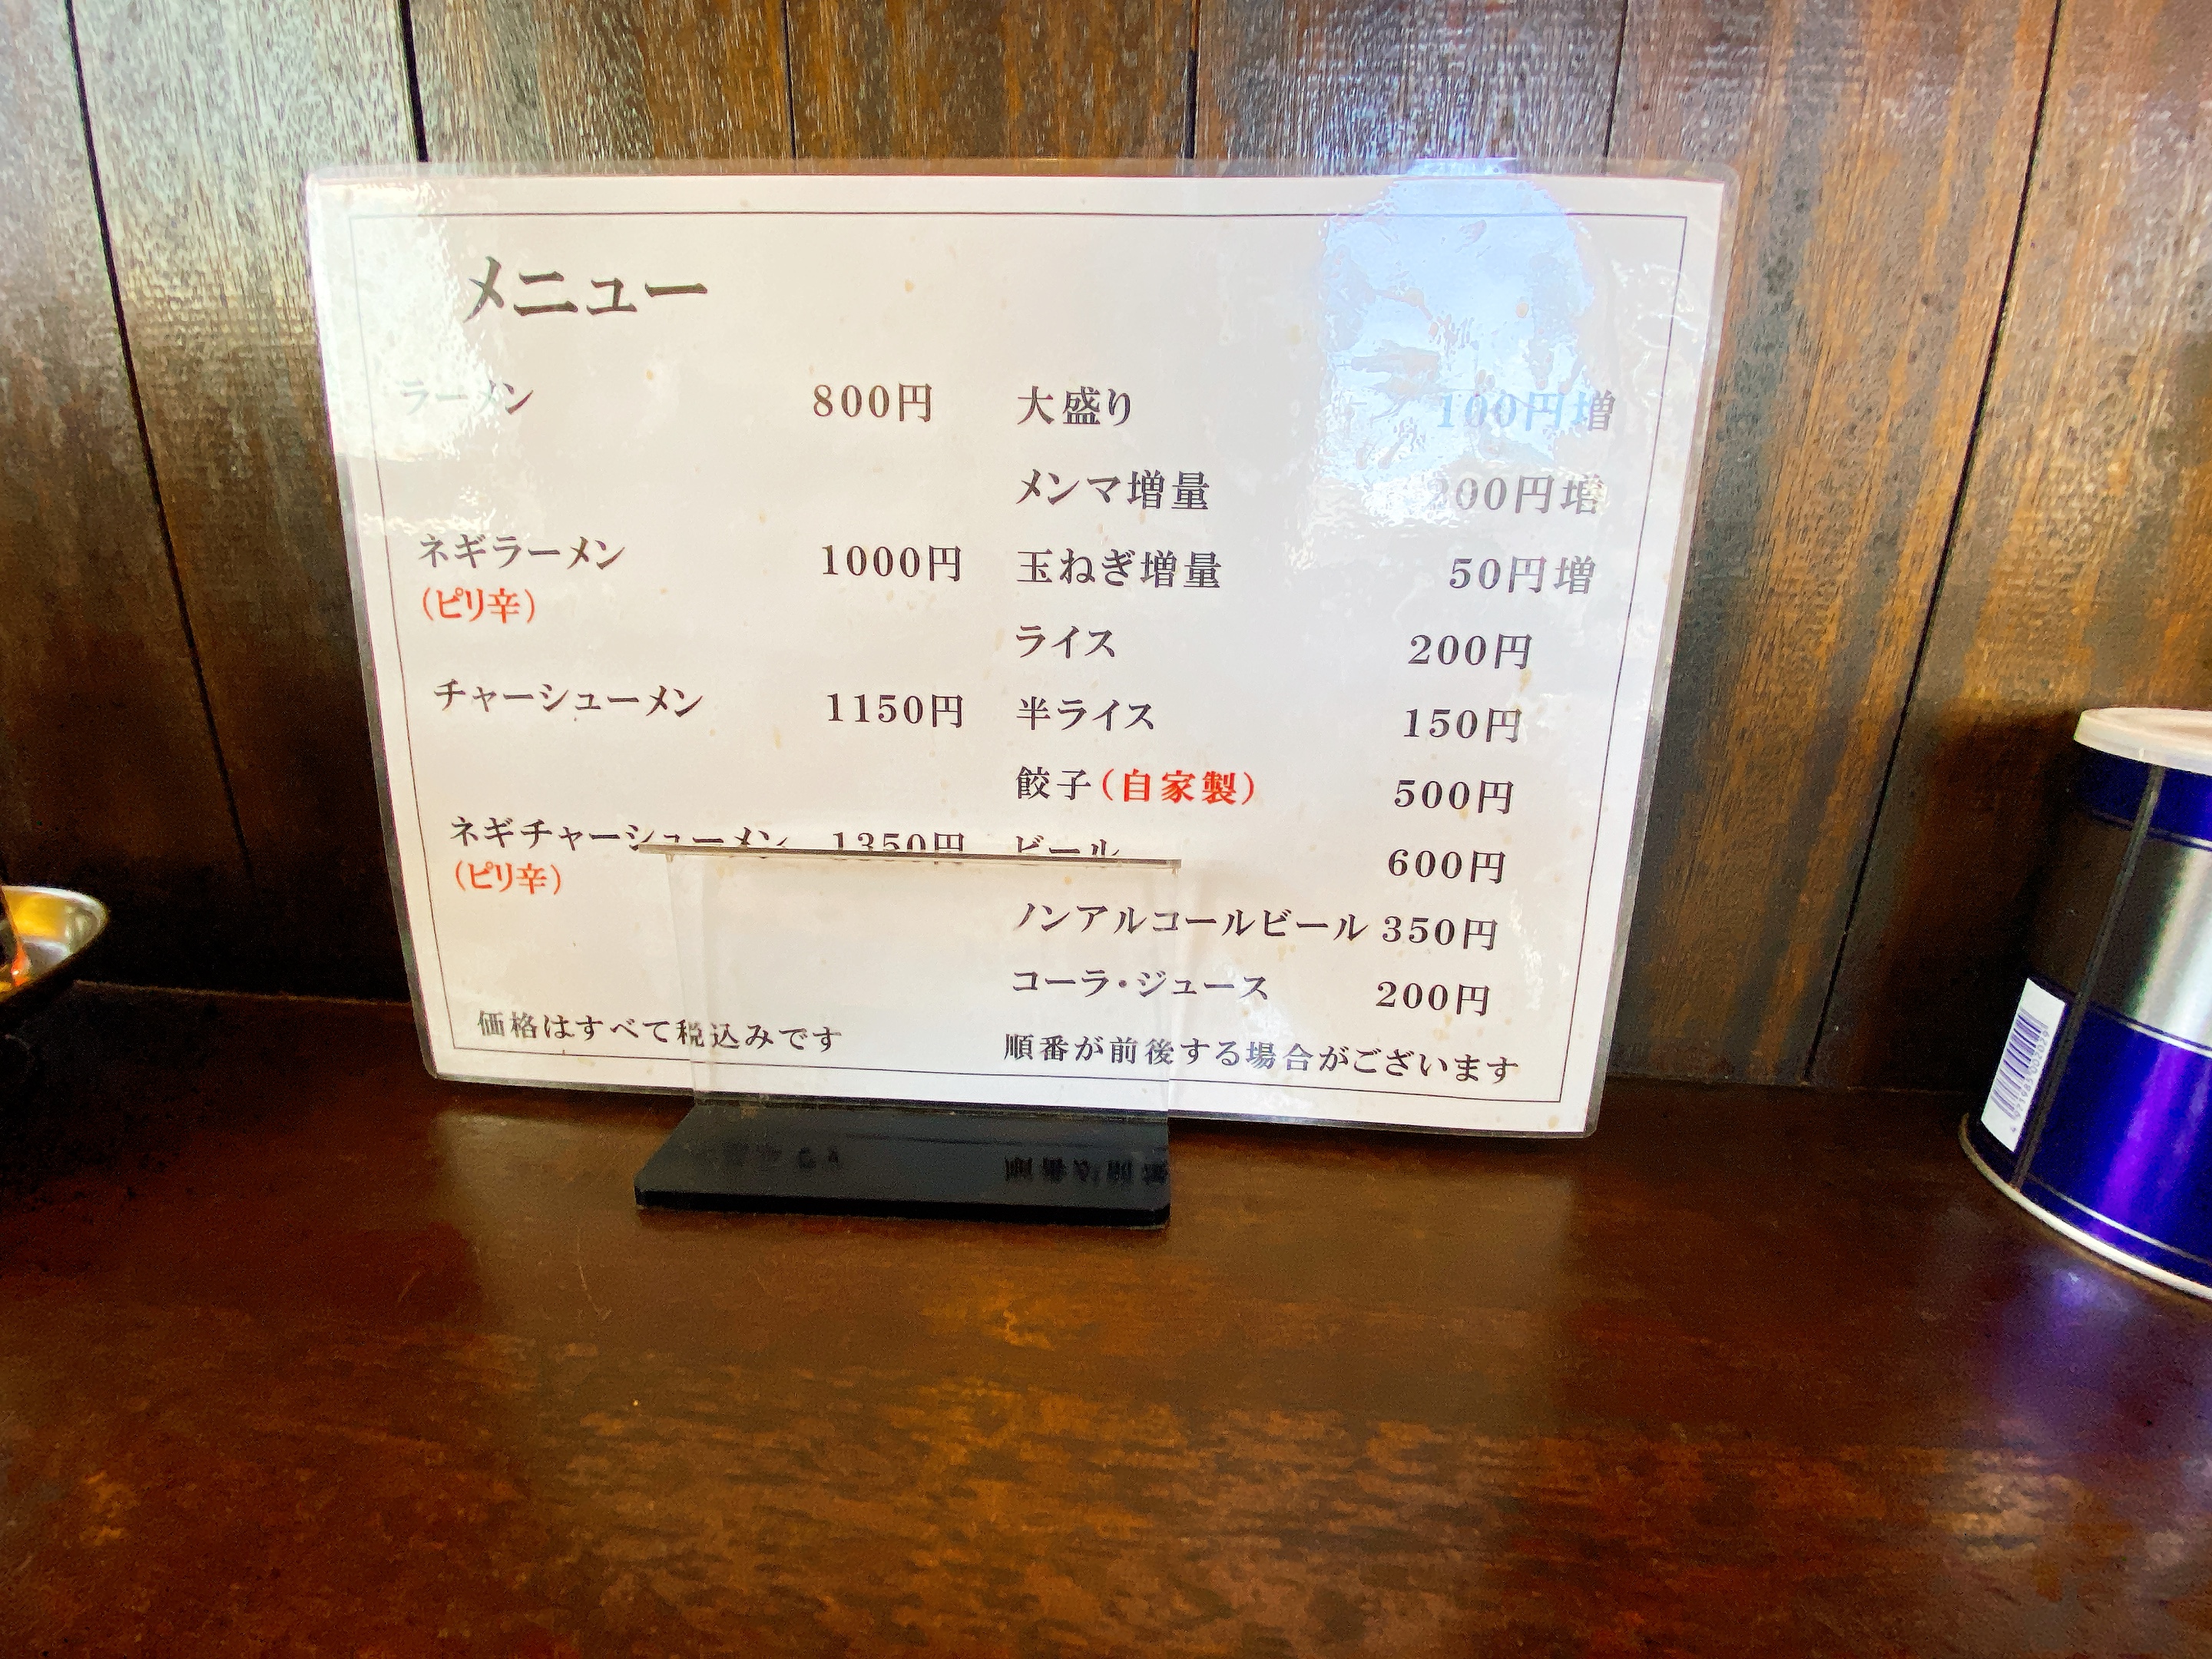 メニュー
ラーメン 800円
ネギラーメン 1000円
(ピリ辛)
チャーシューメン 1150円
ネギチャーシューメン 1350円
(ピリ辛)
価格はすべて税込みです
大盛り 100円増
メンマ増量 200円増
玉ねぎ増量 50円増
ライス 200円
半ライス 150円
餃子(自家製) 500円
ビール 600円
ノンアルコールビール 350円
コーラ・ジュース 200円
順番が前後する場合がございます